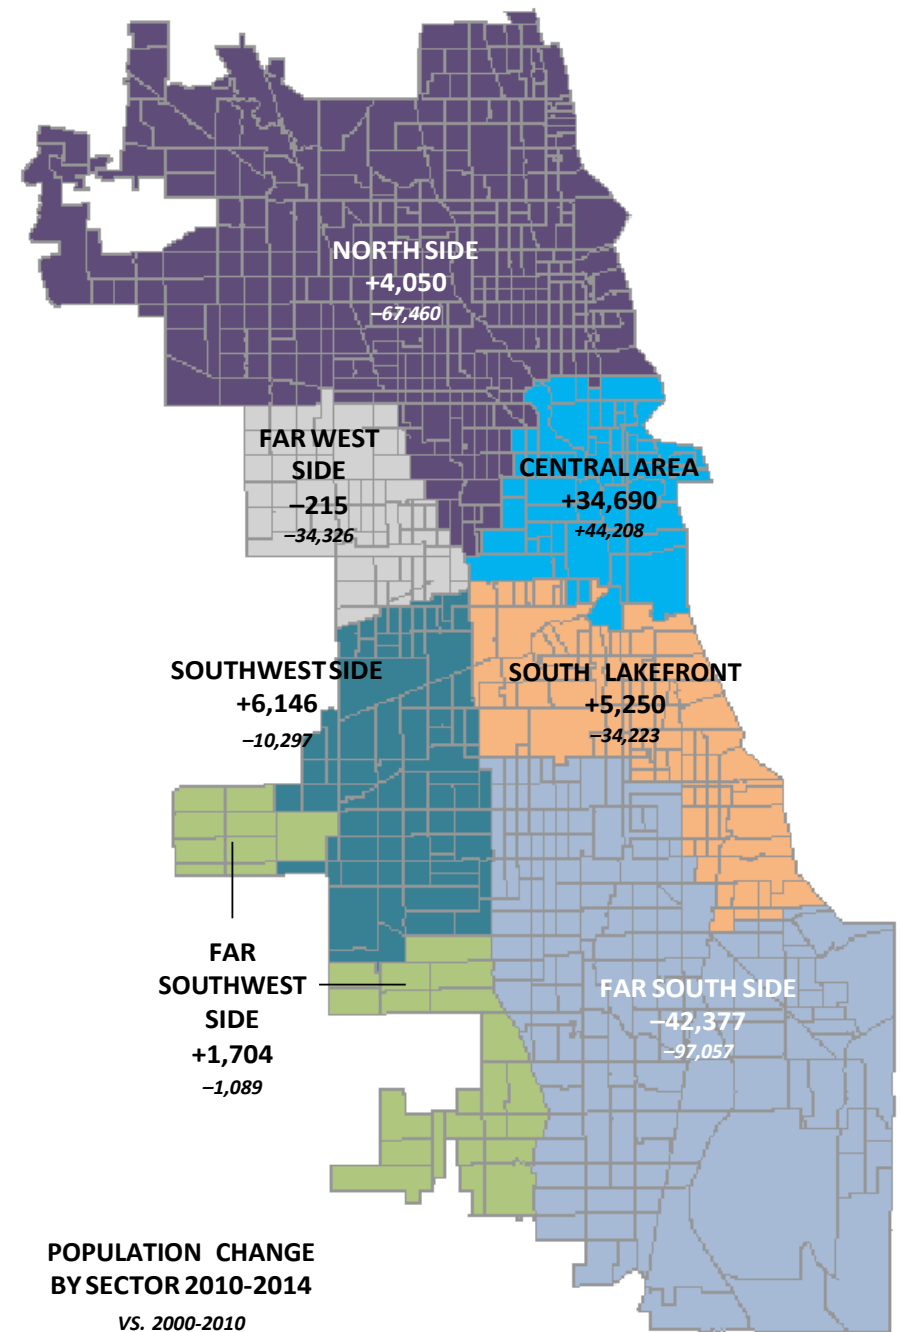 NORTH SIDE
+4,050
–67,460
FAR WEST
SIDE
–215
–34,326
CENTRAL AREA
+34,690
+44,208
SOUTHWEST SIDE
+6,146
–10,297
SOUTH LAKEFRONT
+5,250
–34,223
FAR
SOUTHWEST
SIDE
+1,704
–1,089
FAR SOUTH SIDE
–42,377
–97,057
POPULATION CHANGE
BY SECTOR 2010-2014
VS. 2000-2010